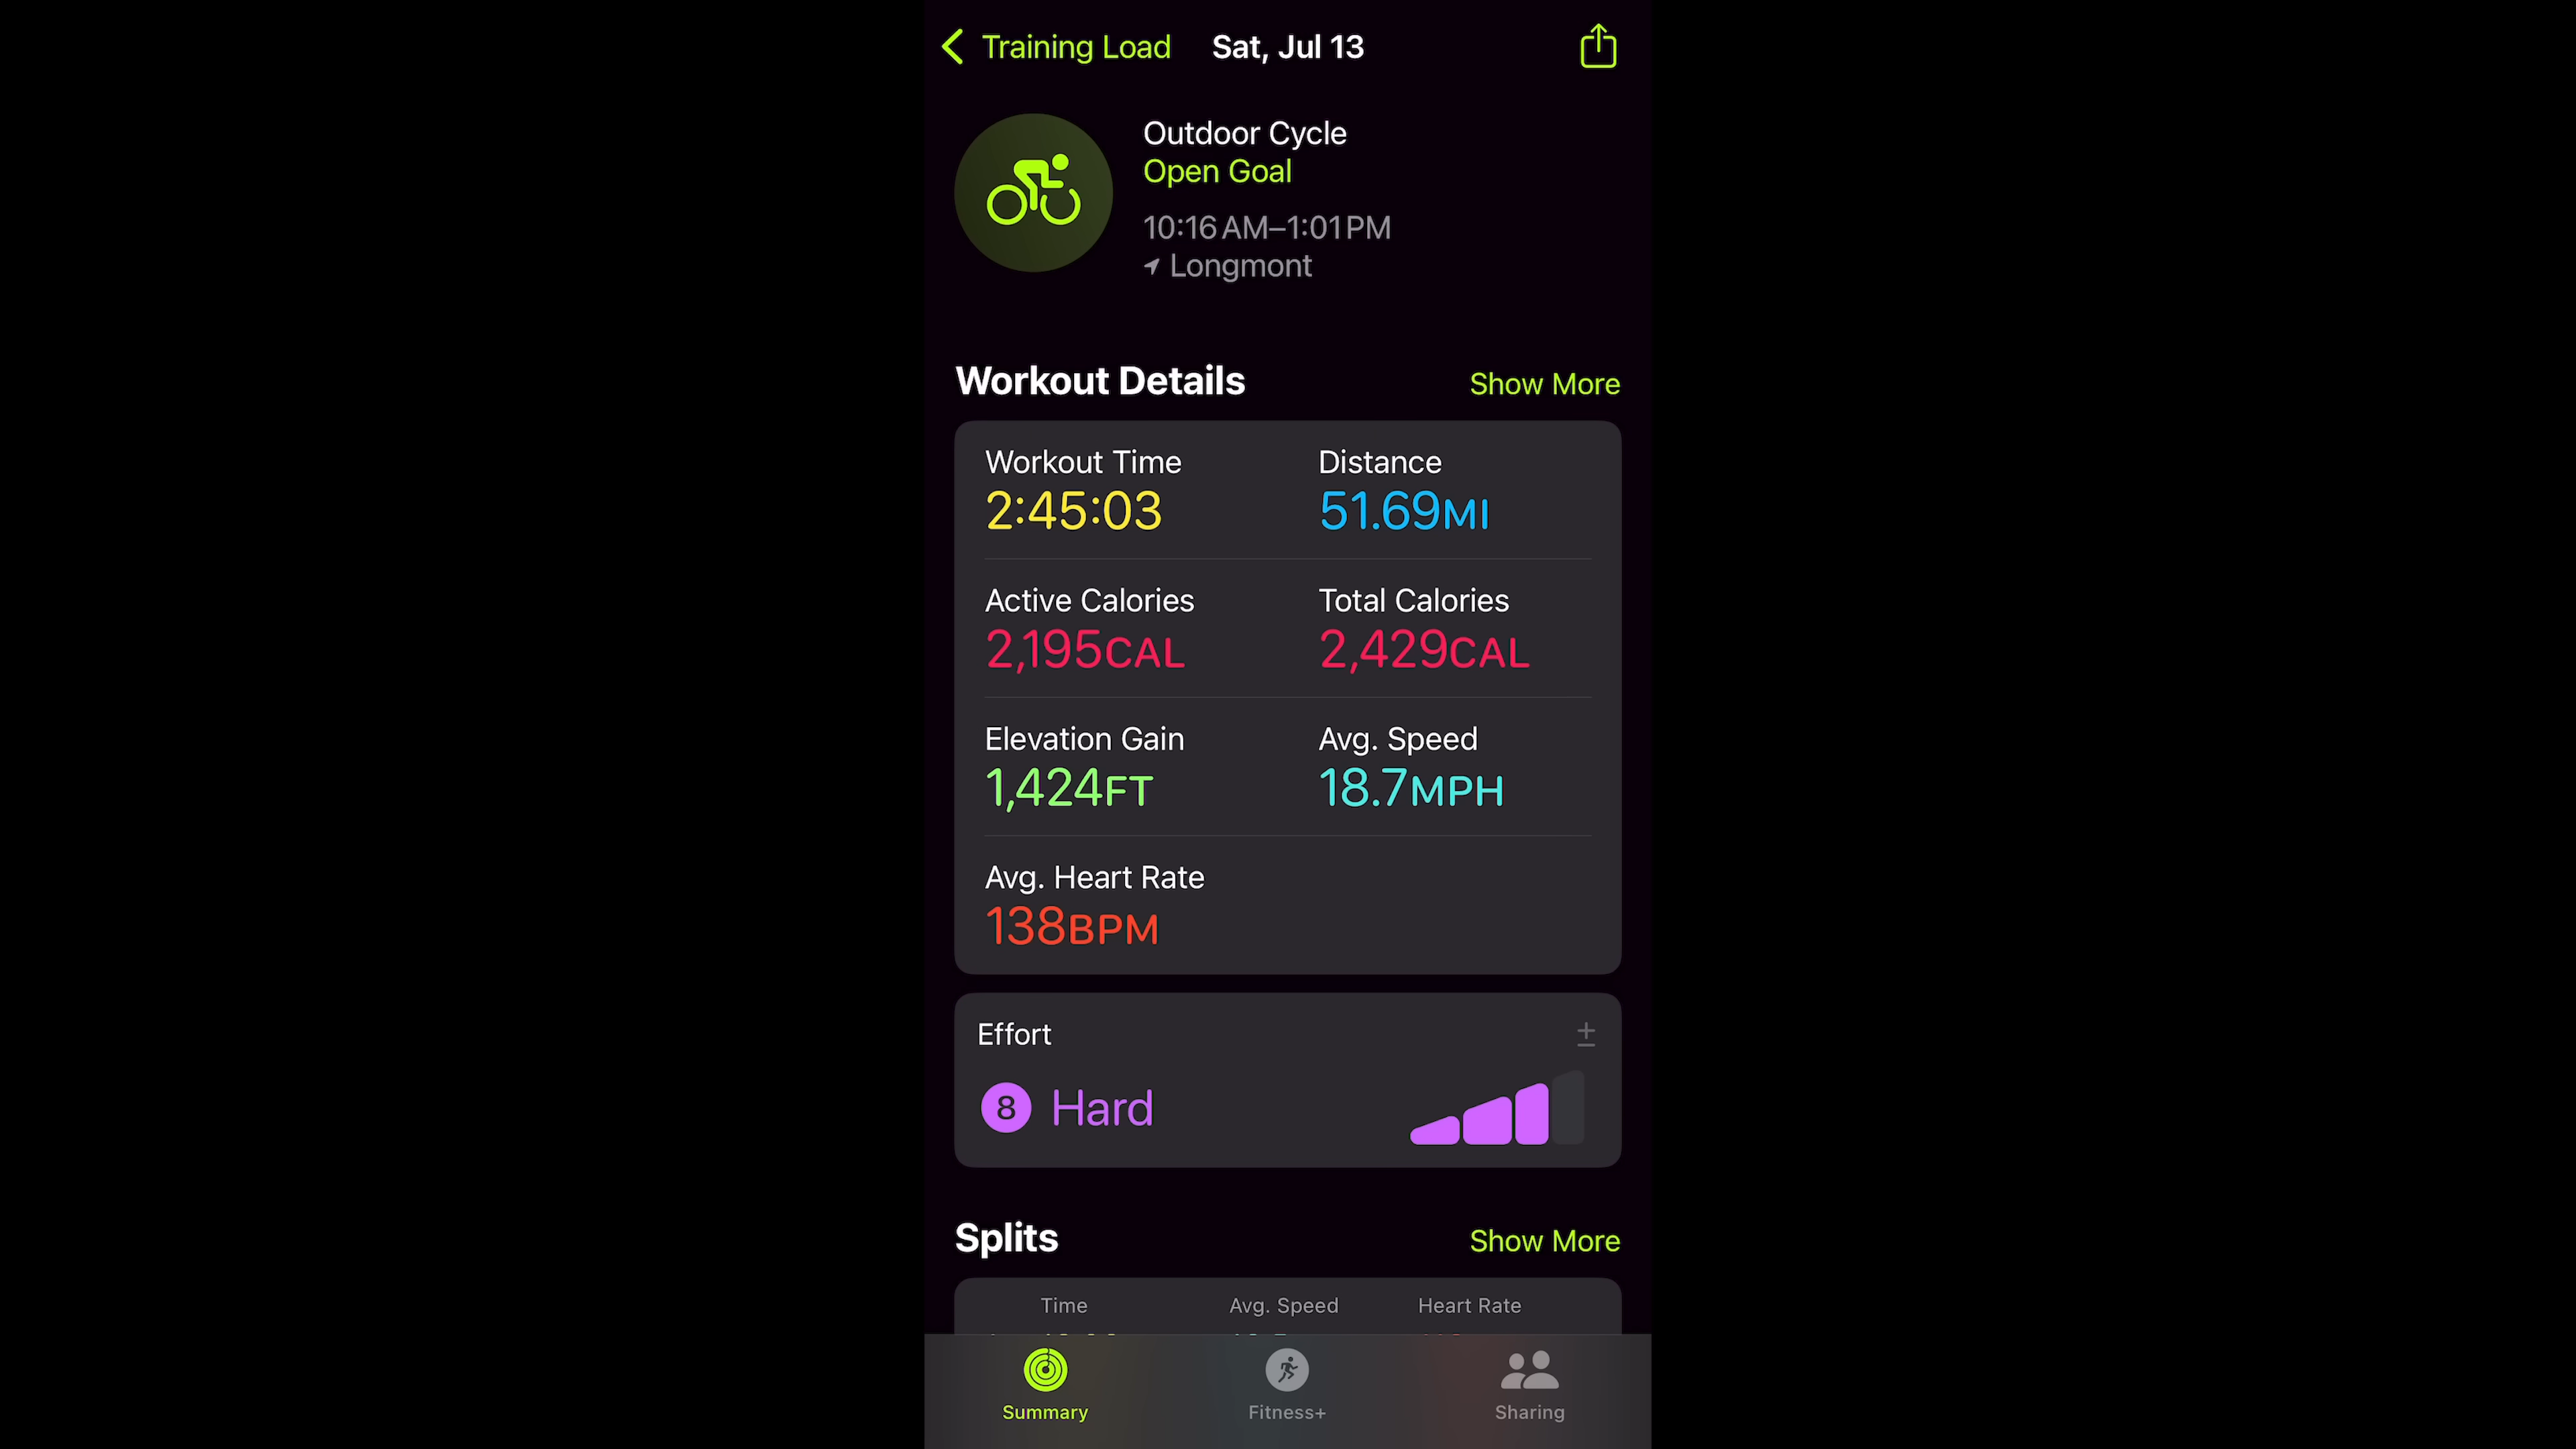 Training Load
Sat, Jul 13
Outdoor Cycle
Open Goal
10:16 AM–1:01 PM
Longmont
Workout Details
Show More
Workout Time
Distance
2:45:03
51.69MI
Active Calories
Total Calories
2,195CAL
2,429CAL
Elevation Gain
Avg. Speed
1,424FT
18.7MPH
Avg. Heart Rate
138BPM
Effort
8 Hard
Splits
Show More
Time
Avg. Speed
Heart Rate
Summary
Fitness+
Sharing